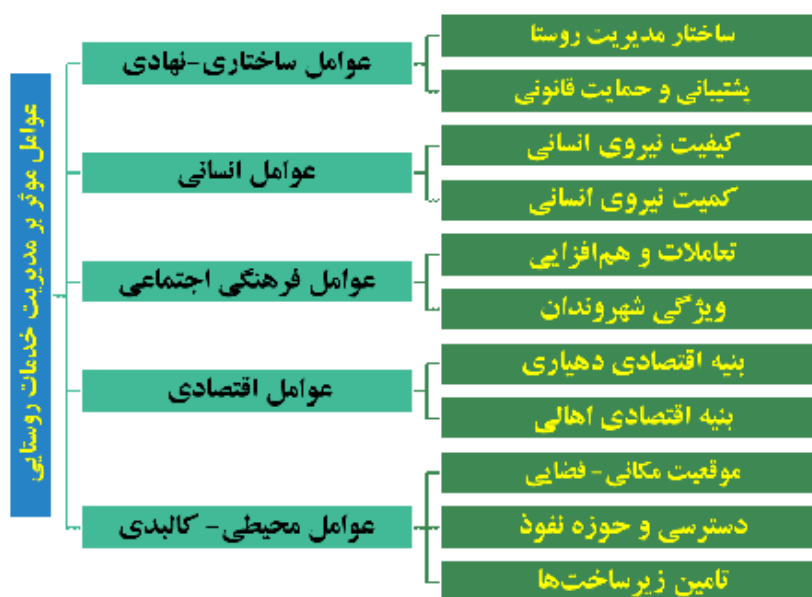 عوامل موثر بر مدیریت خدمات روستایی
عوامل ساختاری-نهادی
ساختار مدیریت روستا
پشتیبانی و حمایت قانونی
عوامل انسانی
کیفیت نیروی انسانی
کمیت نیروی انسانی
عوامل فرهنگی اجتماعی
تعاملات و هم‌افزایی
ویژگی شهروندان
عوامل اقتصادی
بنیه اقتصادی دهیاری
بنیه اقتصادی اهالی
عوامل محیطی- کالبدی
موقعیت مکانی- فضایی
دسترسی و حوزه نفوذ
تامین زیرساخت‌ها